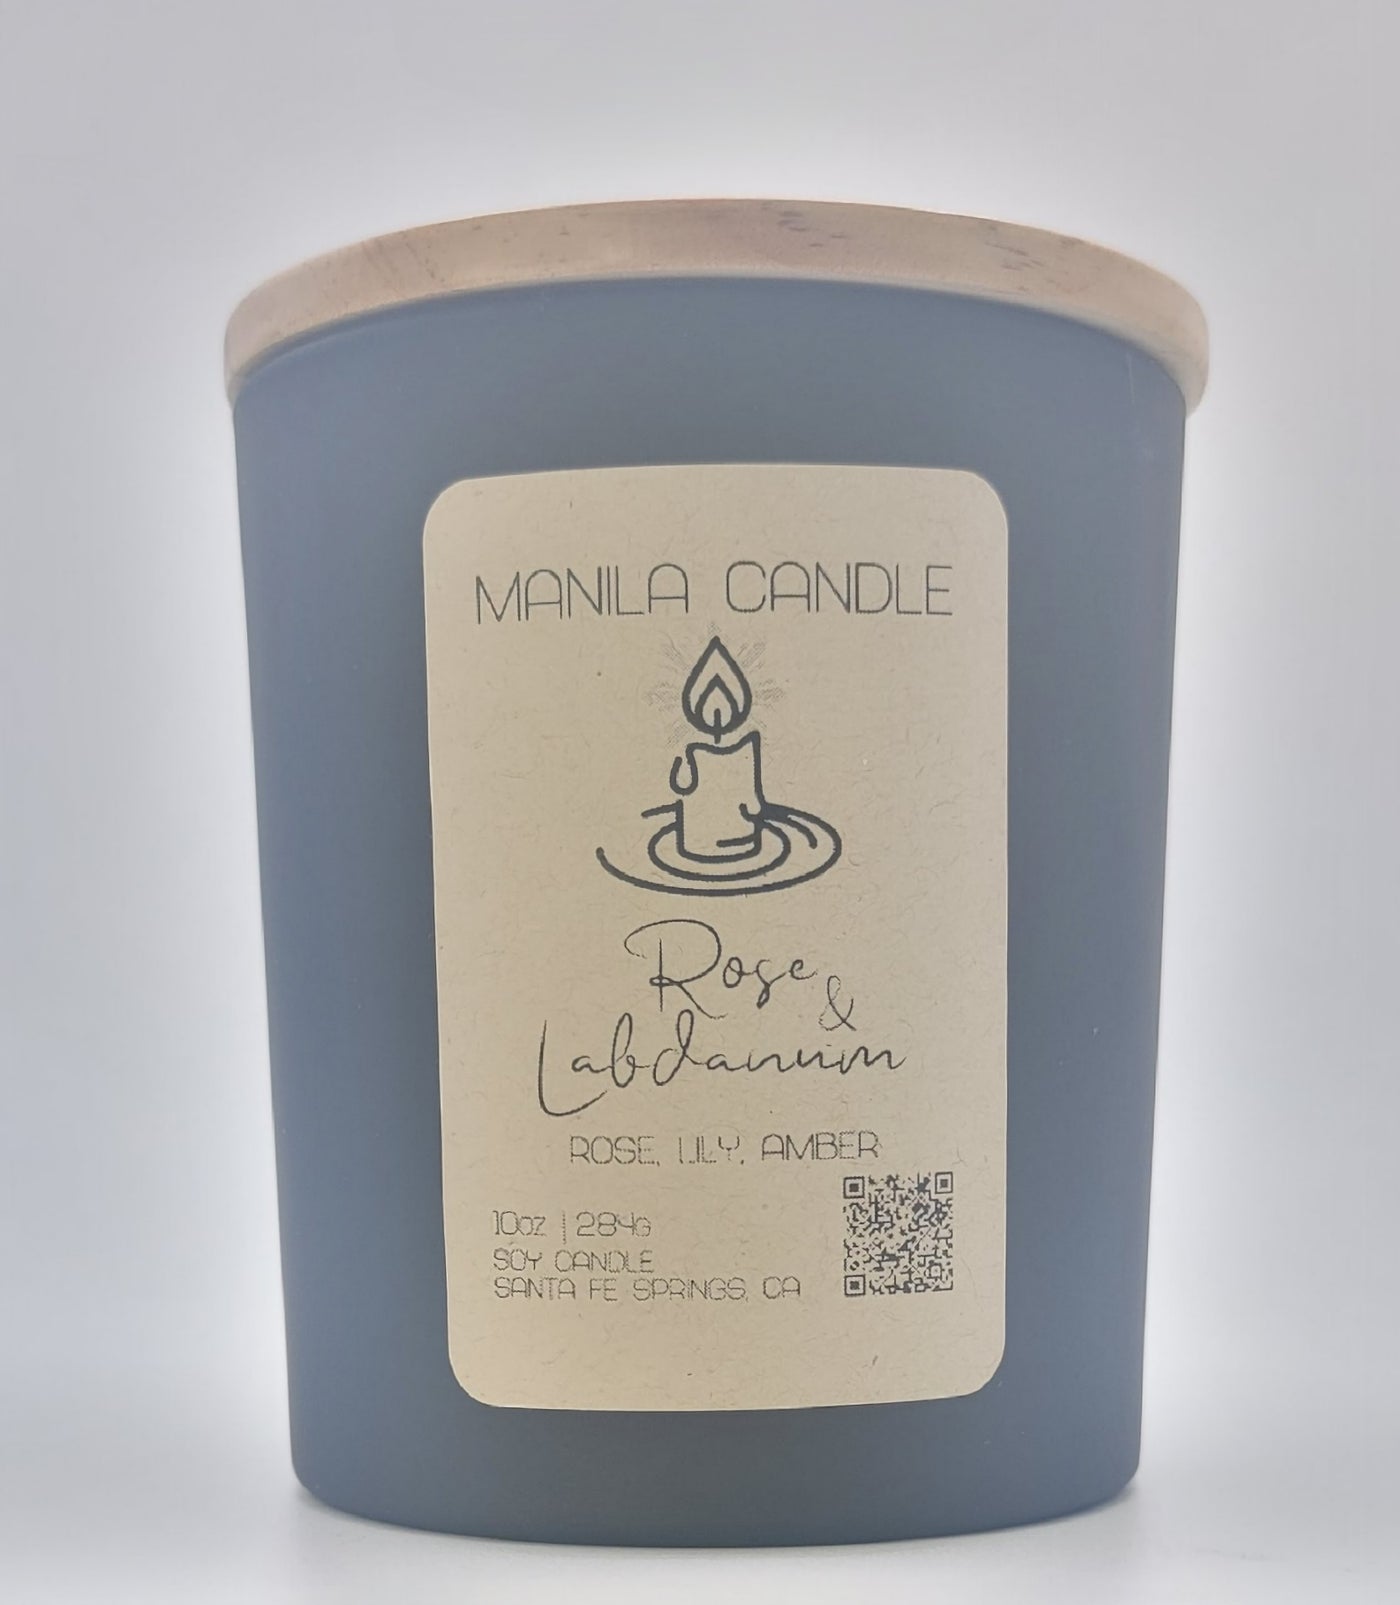 MANILA CANDLE
Rose
&
Labdanum
ROSE, LILY, AMBER
10oz | 284g
SOY CANDLE
SANTA FE SPRINGS, CA